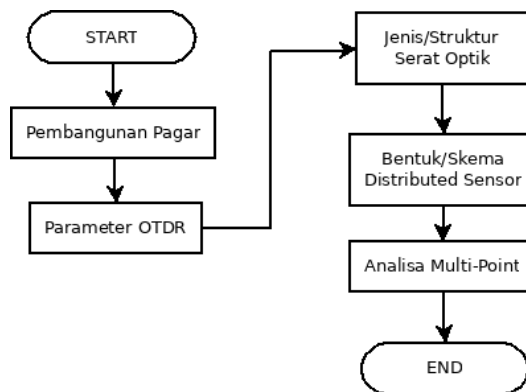 START
Pembangunan Pagar
Parameter OTDR
Jenis/Struktur
Serat Optik
Bentuk/Skema
Distributed Sensor
Analisa Multi-Point
END